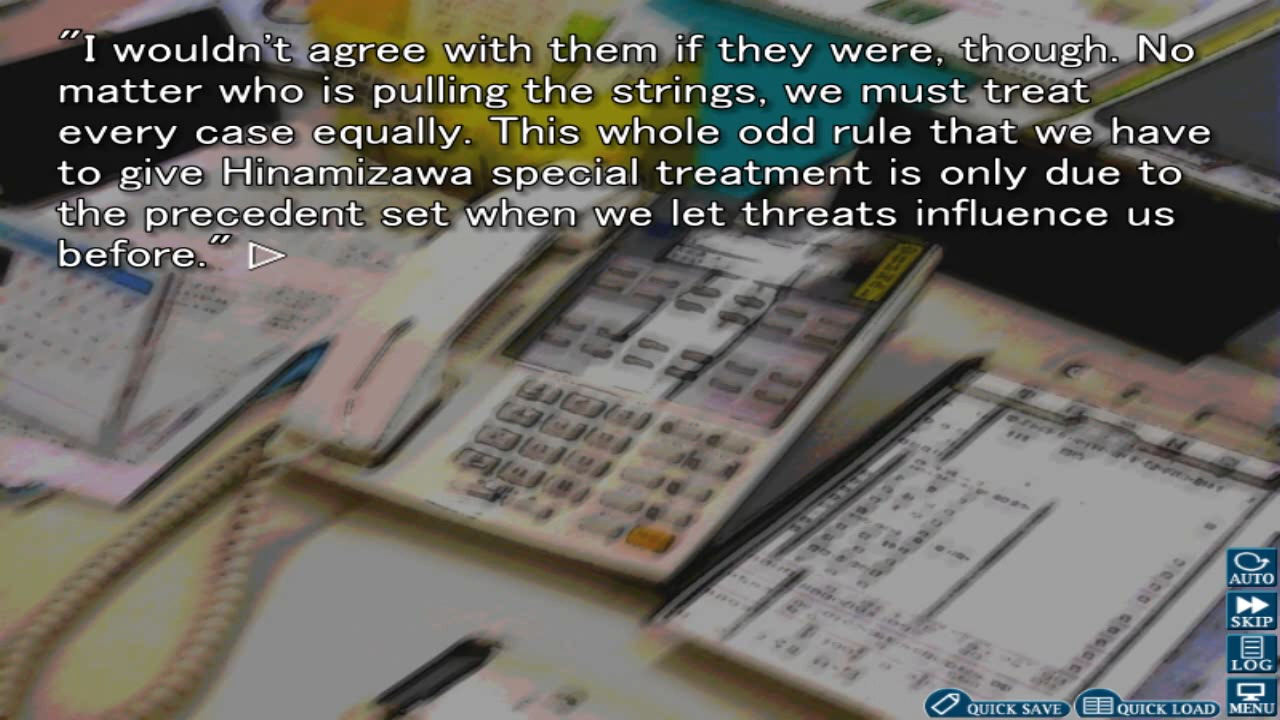 "I wouldn't agree with them if they were, though. No
matter who is pulling the strings, we must treat
every case equally. This whole odd rule that we have
to give Hinamizawa special treatment is only due to
the precedent set when we let threats influence us
before."
AUTO
SKIP
LOG
MENU
QUICK SAVE
QUICK LOAD